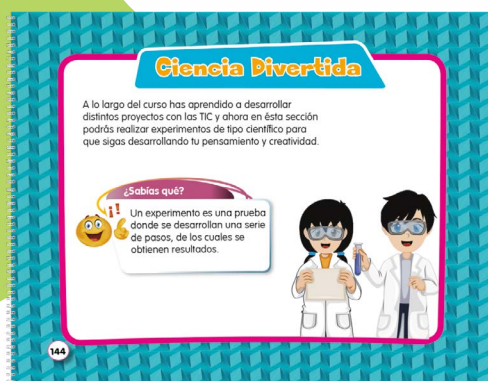 Ciencia Divertida
A lo largo del curso has aprendido a desarrollar
distintos proyectos con las TIC y ahora en ésta sección
podrás realizar experimentos de tipo científico para
que sigas desarrollando tu pensamiento y creatividad.
¿Sabías qué?
¡!
Un experimento es una prueba
donde se desarrollan una serie
de pasos, de los cuales se
obtienen resultados.
144